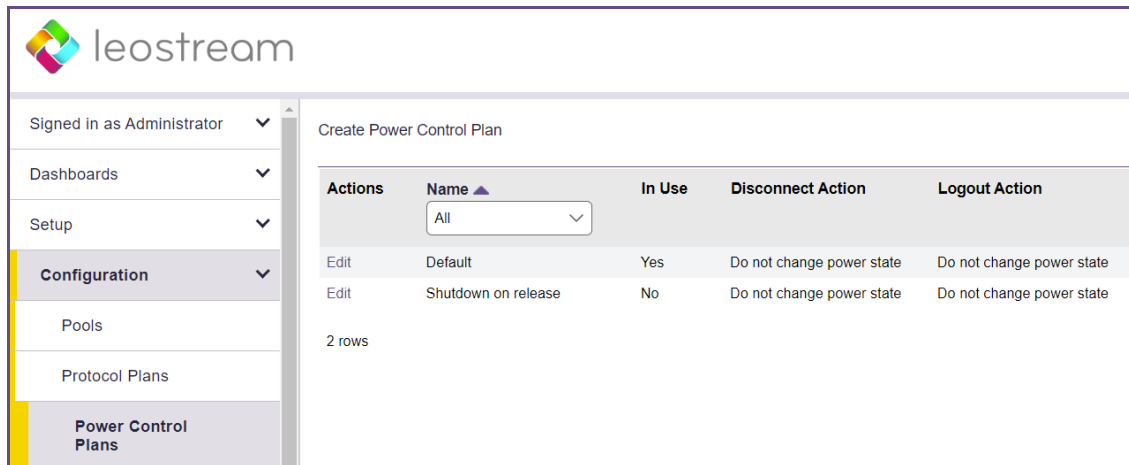 leostream
Signed in as Administrator
Dashboards
Setup
Configuration
Pools
Protocol Plans
Power Control
Plans
Create Power Control Plan
Actions Name In Use Disconnect Action Logout Action
All
Edit Default Yes Do not change power state Do not change power state
Edit Shutdown on release No Do not change power state Do not change power state
2 rows